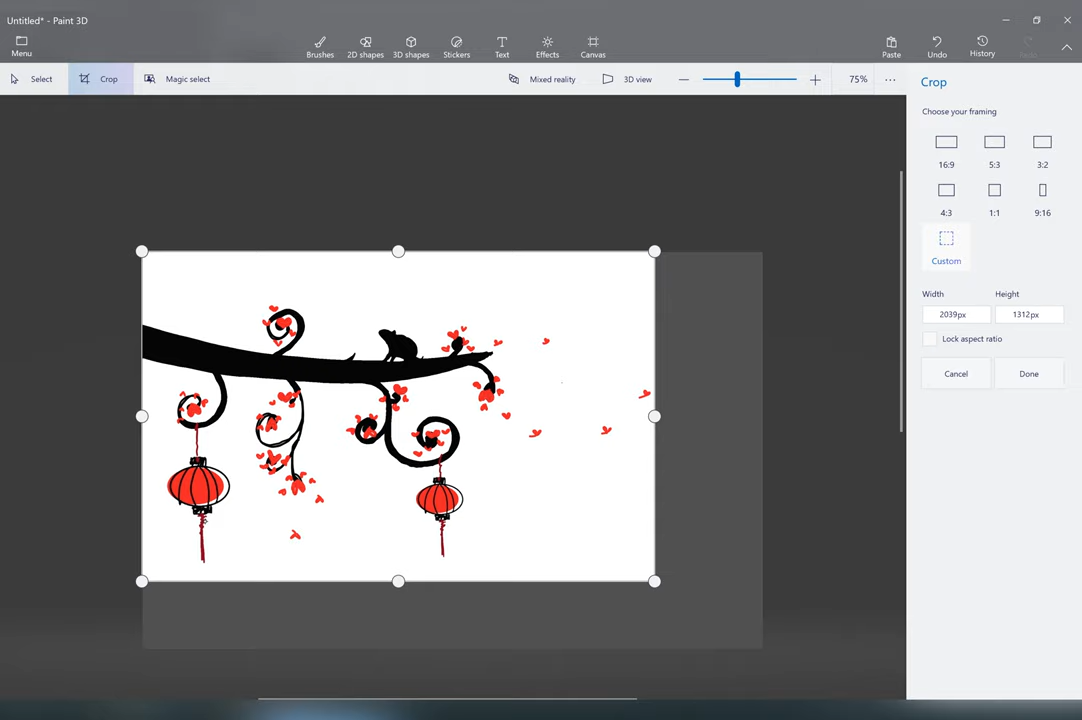 Untitled* - Paint 3D
Menu
Brushes
2D shapes
3D shapes
Stickers
Text
Effects
Canvas
Paste
Undo
History
Redo
Select
Crop
Magic select
Mixed reality
3D view
75%
Crop
Choose your framing
16:9
5:3
3:2
4:3
1:1
9:16
Custom
Width
Height
2039px
1312px
Lock aspect ratio
Cancel
Done